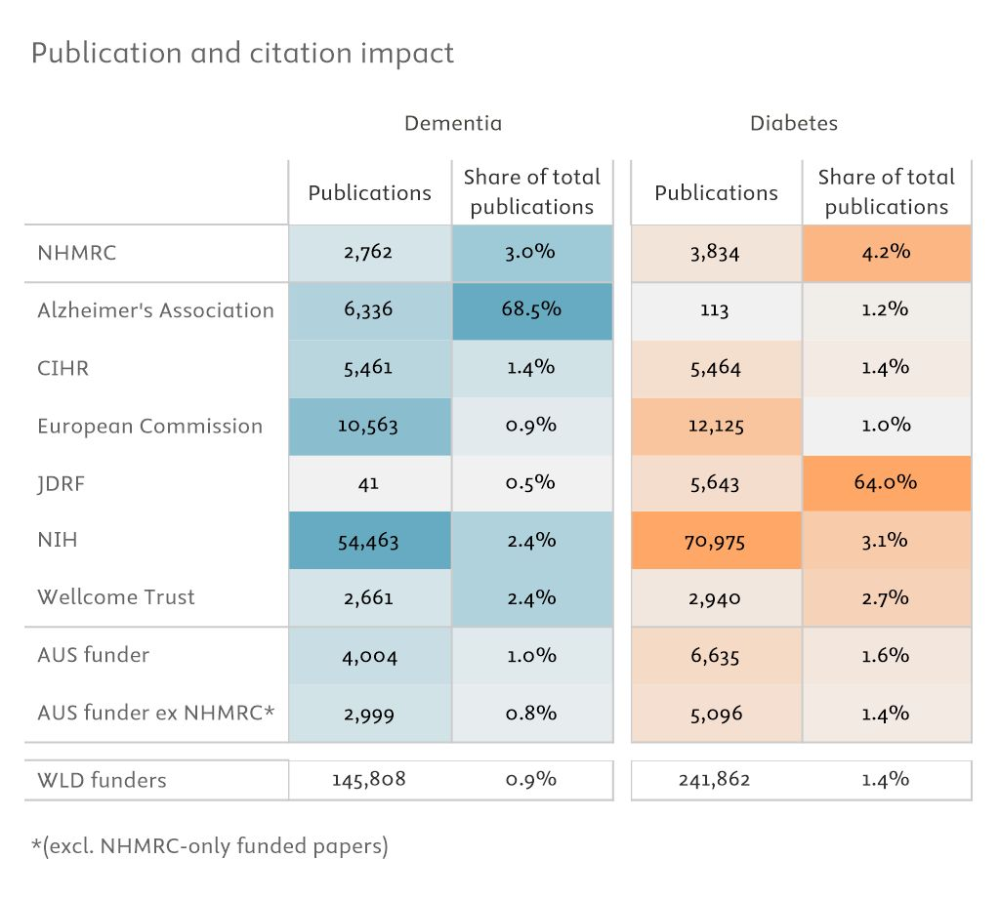 Publication and citation impact
Dementia Diabetes
Publications Share of total publications Publications Share of total publications
NHMRC 2,762 3.0% 3,834 4.2%
Alzheimer's Association 6,336 68.5% 113 1.2%
CIHR 5,461 1.4% 5,464 1.4%
European Commission 10,563 0.9% 12,125 1.0%
JDRF 41 0.5% 5,643 64.0%
NIH 54,463 2.4% 70,975 3.1%
Wellcome Trust 2,661 2.4% 2,940 2.7%
AUS funder 4,004 1.0% 6,635 1.6%
AUS funder ex NHMRC* 2,999 0.8% 5,096 1.4%
WLD funders 145,808 0.9% 241,862 1.4%
*(excl. NHMRC-only funded papers)